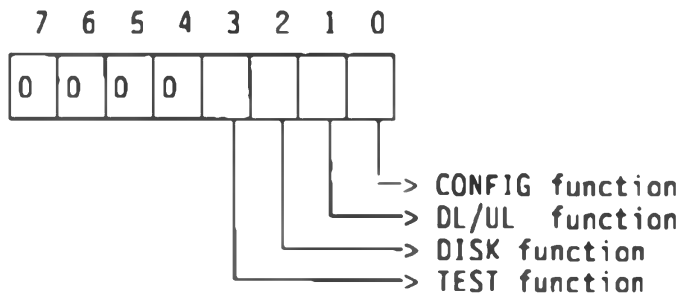 7 6 5 4 3 2 1 0
0 0 0 0
—> CONFIG function
—> DL/UL function
—> DISK function
—> TEST function